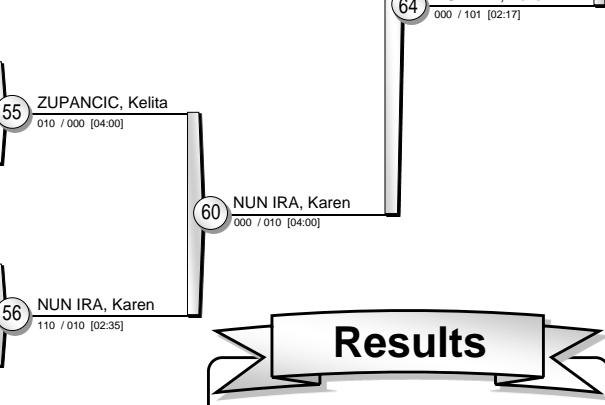 64
000 / 101 [02:17]
55 ZUPANCIC, Kelita
010 / 000 [04:00]
60 NUN IRA, Karen
000 / 010 [04:00]
56 NUN IRA, Karen
110 / 010 [02:35]
Results